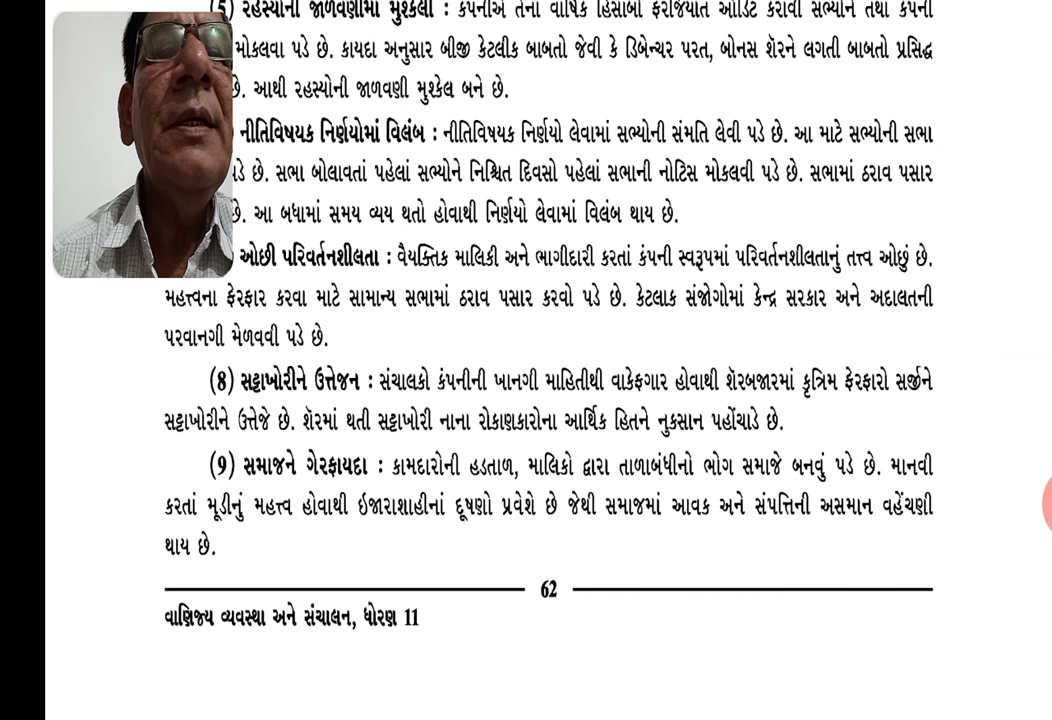 (5) રહસ્યોની જાળવણીમાં મુશ્કેલી : કંપનીએ તેના વાર્ષિક હિસાબો ફરજિયાત ઑડિટ કરાવી સભ્યોને તથા કંપની
મોકલવા પડે છે. કાયદા અનુસાર બીજી કેટલીક બાબતો જેવી કે ડિબેન્ચર પરત, બોનસ શૅરને લગતી બાબતો પ્રસિદ્ધ
છે. આથી રહસ્યોની જાળવણી મુશ્કેલ બને છે.
નીતિવિષયક નિર્ણયોમાં વિલંબ : નીતિવિષયક નિર્ણયો લેવામાં સભ્યોની સંમતિ લેવી પડે છે. આ માટે સભ્યોની સભા
પડે છે. સભા બોલાવતાં પહેલાં સભ્યોને નિશ્ચિત દિવસો પહેલાં સભાની નોટિસ મોકલવી પડે છે. સભામાં ઠરાવ પસાર
છે. આ બધામાં સમય વ્યય થતો હોવાથી નિર્ણયો લેવામાં વિલંબ થાય છે.
ઓછી પરિવર્તનશીલતા : વૈયક્તિક માલિકી અને ભાગીદારી કરતાં કંપની સ્વરૂપમાં પરિવર્તનશીલતાનું તત્ત્વ ઓછું છે.
મહત્ત્વના ફેરફાર કરવા માટે સામાન્ય સભામાં ઠરાવ પસાર કરવો પડે છે. કેટલાક સંજોગોમાં કેન્દ્ર સરકાર અને અદાલતની
પરવાનગી મેળવવી પડે છે.
(8) સટ્ટાખોરીને ઉત્તેજન : સંચાલકો કંપનીની ખાનગી માહિતીથી વાકેફગાર હોવાથી શૅરબજારમાં કૃત્રિમ ફેરફારો સર્જીને
સટ્ટાખોરીને ઉત્તેજે છે. શૅરમાં થતી સટ્ટાખોરી નાના રોકાણકારોના આર્થિક હિતને નુકસાન પહોંચાડે છે.
(9) સમાજને ગેરફાયદા : કામદારોની હડતાળ, માલિકો દ્વારા તાળાબંધીનો ભોગ સમાજે બનવું પડે છે. માનવી
કરતાં મૂડીનું મહત્ત્વ હોવાથી ઇજારાશાહીનાં દૂષણો પ્રવેશે છે જેથી સમાજમાં આવક અને સંપત્તિની અસમાન વહેંચણી
થાય છે.
62
વાણિજ્ય વ્યવસ્થા અને સંચાલન, ધોરણ 11